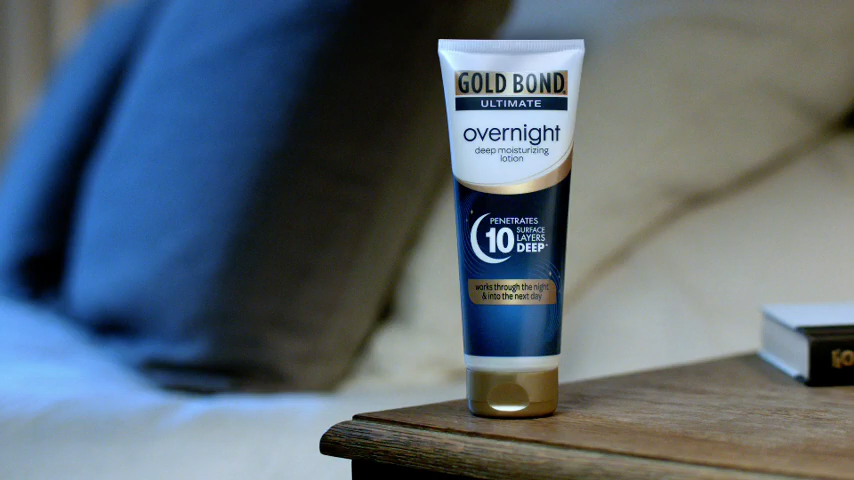 GOLD BOND
ULTIMATE
overnight
deep moisturizing
lotion
PENETRATES
10 SURFACE
LAYERS
DEEP*
works through the night
& into the next day